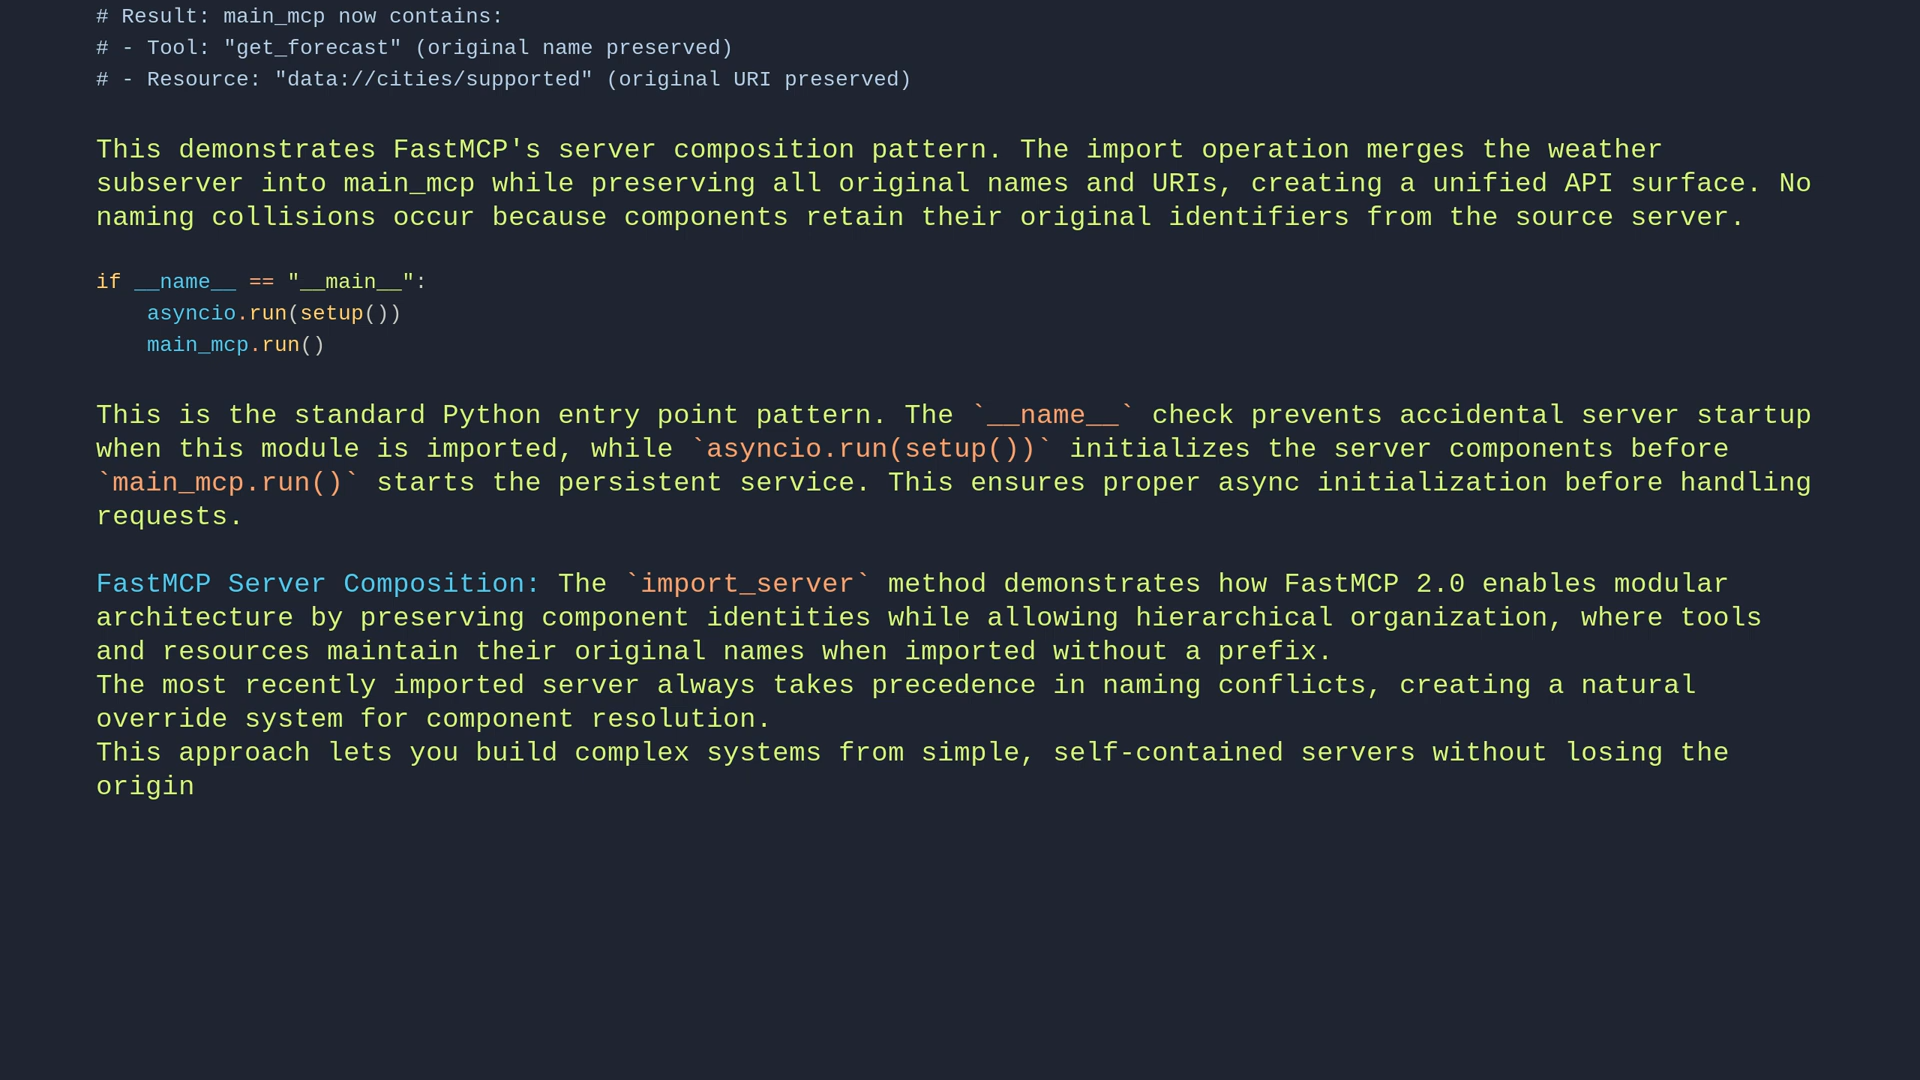 # Result: main_mcp now contains:
# - Tool: "get_forecast" (original name preserved)
# - Resource: "data://cities/supported" (original URI preserved)
This demonstrates FastMCP's server composition pattern. The import operation merges the weather
subserver into main_mcp while preserving all original names and URIs, creating a unified API surface. No
naming collisions occur because components retain their original identifiers from the source server.
if __name__ == "__main__":
    asyncio.run(setup())
    main_mcp.run()
This is the standard Python entry point pattern. The `__name__` check prevents accidental server startup
when this module is imported, while `asyncio.run(setup())` initializes the server components before
`main_mcp.run()` starts the persistent service. This ensures proper async initialization before handling
requests.
FastMCP Server Composition: The `import_server` method demonstrates how FastMCP 2.0 enables modular
architecture by preserving component identities while allowing hierarchical organization, where tools
and resources maintain their original names when imported without a prefix.
The most recently imported server always takes precedence in naming conflicts, creating a natural
override system for component resolution.
This approach lets you build complex systems from simple, self-contained servers without losing the
origin